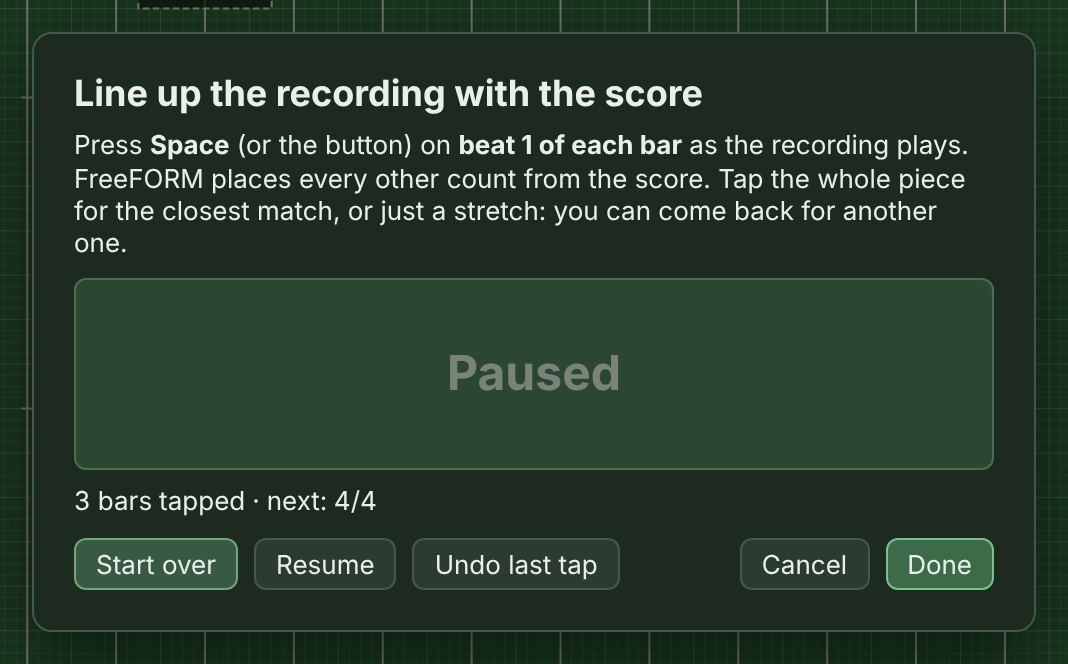 Line up the recording with the score
Press Space (or the button) on beat 1 of each bar as the recording plays.
FreeFORM places every other count from the score. Tap the whole piece
for the closest match, or just a stretch: you can come back for another
one.
Paused
3 bars tapped · next: 4/4
Start over Resume Undo last tap Cancel Done